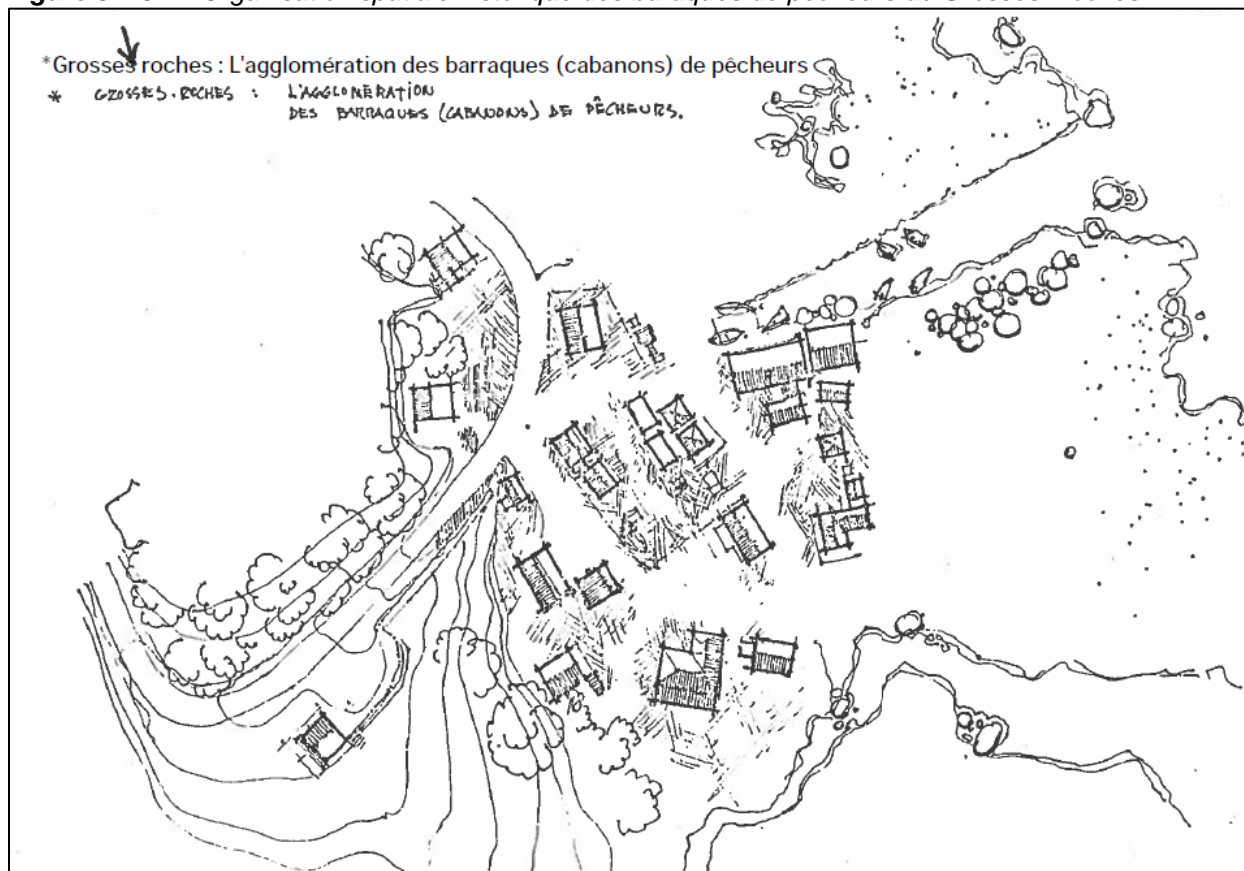 *Grosses roches : L'agglomération des barraques (cabanons) de pêcheurs
* GROSSES-ROCHES : L'AGGLOMÉRATION
DES BARRAQUES (CABANONS) DE PÊCHEURS.